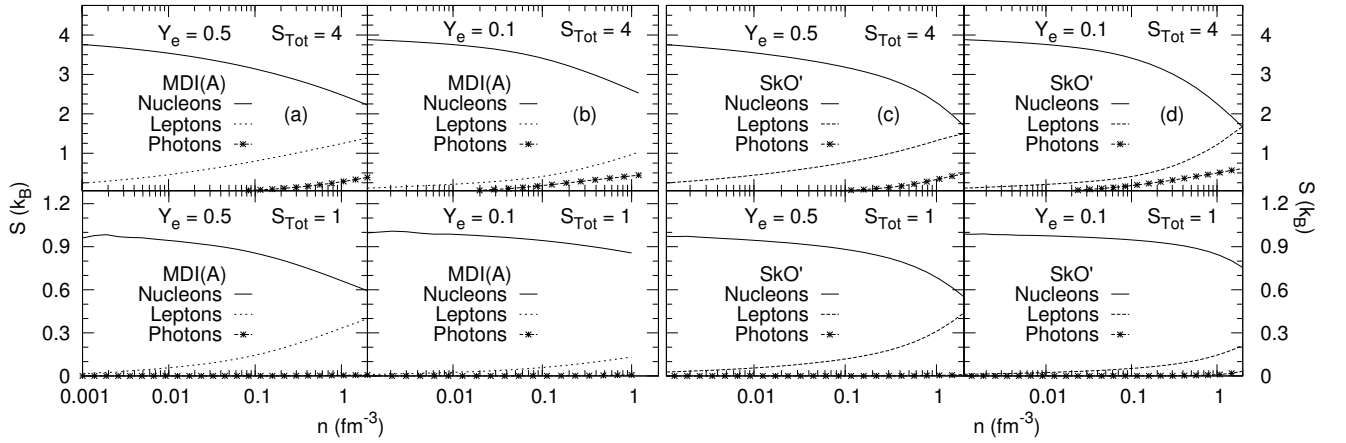 Y_e = 0.5 S_Tot = 4
MDI(A)
Nucleons
Leptons
Photons
(a)
Y_e = 0.1 S_Tot = 4
MDI(A)
Nucleons
Leptons
Photons
(b)
Y_e = 0.5 S_Tot = 4
SkO'
Nucleons
Leptons
Photons
(c)
Y_e = 0.1 S_Tot = 4
SkO'
Nucleons
Leptons
Photons
(d)
4
3
2
1
4
3
2
1
S (k_B)
S (k_B)
Y_e = 0.5 S_Tot = 1
MDI(A)
Nucleons
Leptons
Photons
Y_e = 0.1 S_Tot = 1
MDI(A)
Nucleons
Leptons
Photons
Y_e = 0.5 S_Tot = 1
SkO'
Nucleons
Leptons
Photons
Y_e = 0.1 S_Tot = 1
SkO'
Nucleons
Leptons
Photons
1.2
0.9
0.6
0.3
0
1.2
0.9
0.6
0.3
0
0.001 0.01 0.1 1 0.01 0.1 1 0.01 0.1 1 0.01 0.1 1
n (fm^-3) n (fm^-3) n (fm^-3) n (fm^-3)